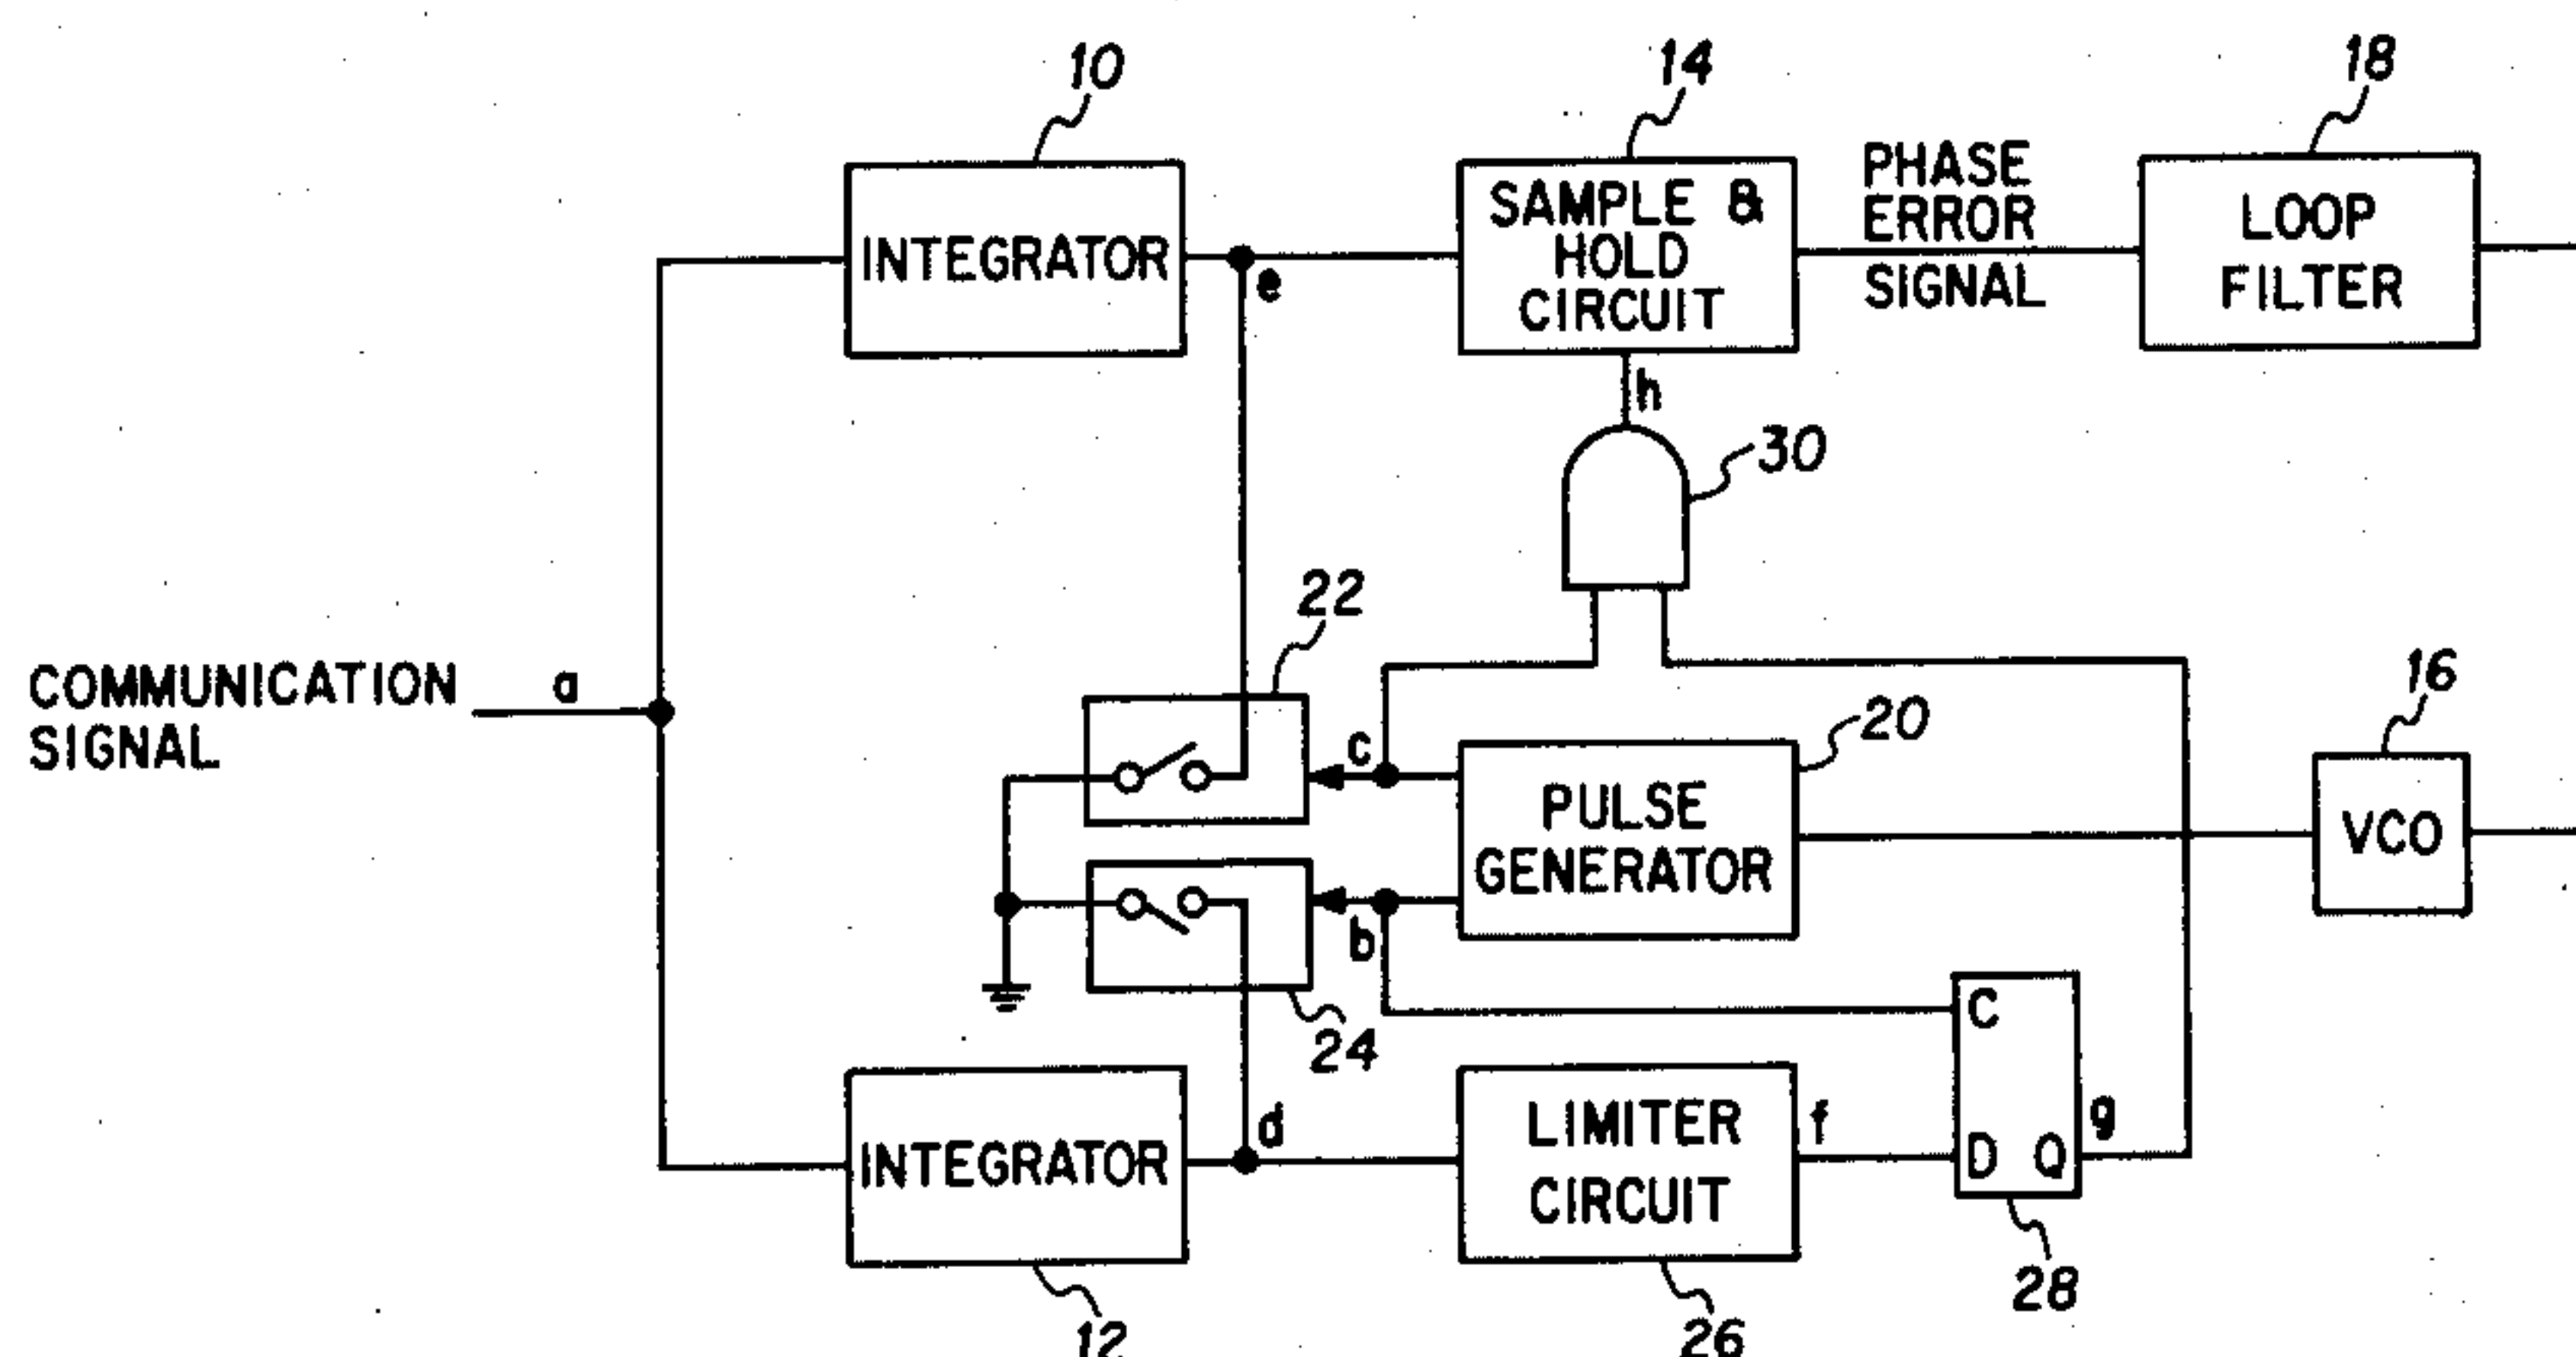 10
14
18
INTEGRATOR
e
SAMPLE &
HOLD
CIRCUIT
PHASE
ERROR
SIGNAL
LOOP
FILTER
h
30
22
COMMUNICATION
SIGNAL
a
c
20
16
PULSE
GENERATOR
VCO
b
24
C
D Q
g
INTEGRATOR
d
LIMITER
CIRCUIT
f
28
12
26